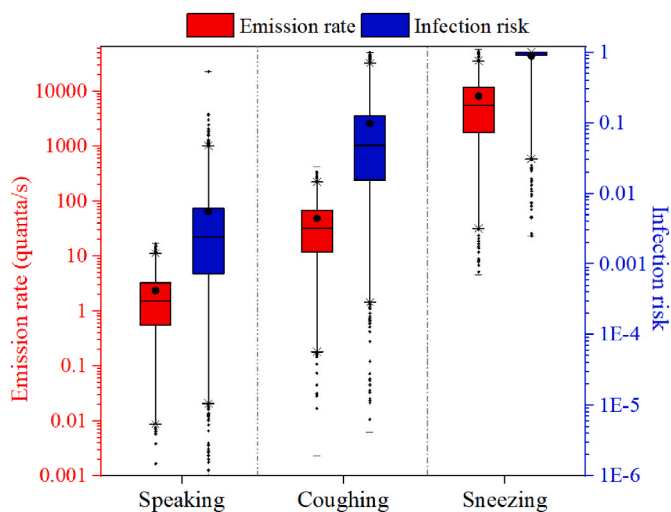 Emission rate
Infection risk
Emission rate (quanta/s)
10000
1000
100
10
1
0.1
0.01
0.001
1
0.1
0.01
0.001
1E-4
1E-5
1E-6
Infection risk
Speaking
Coughing
Sneezing